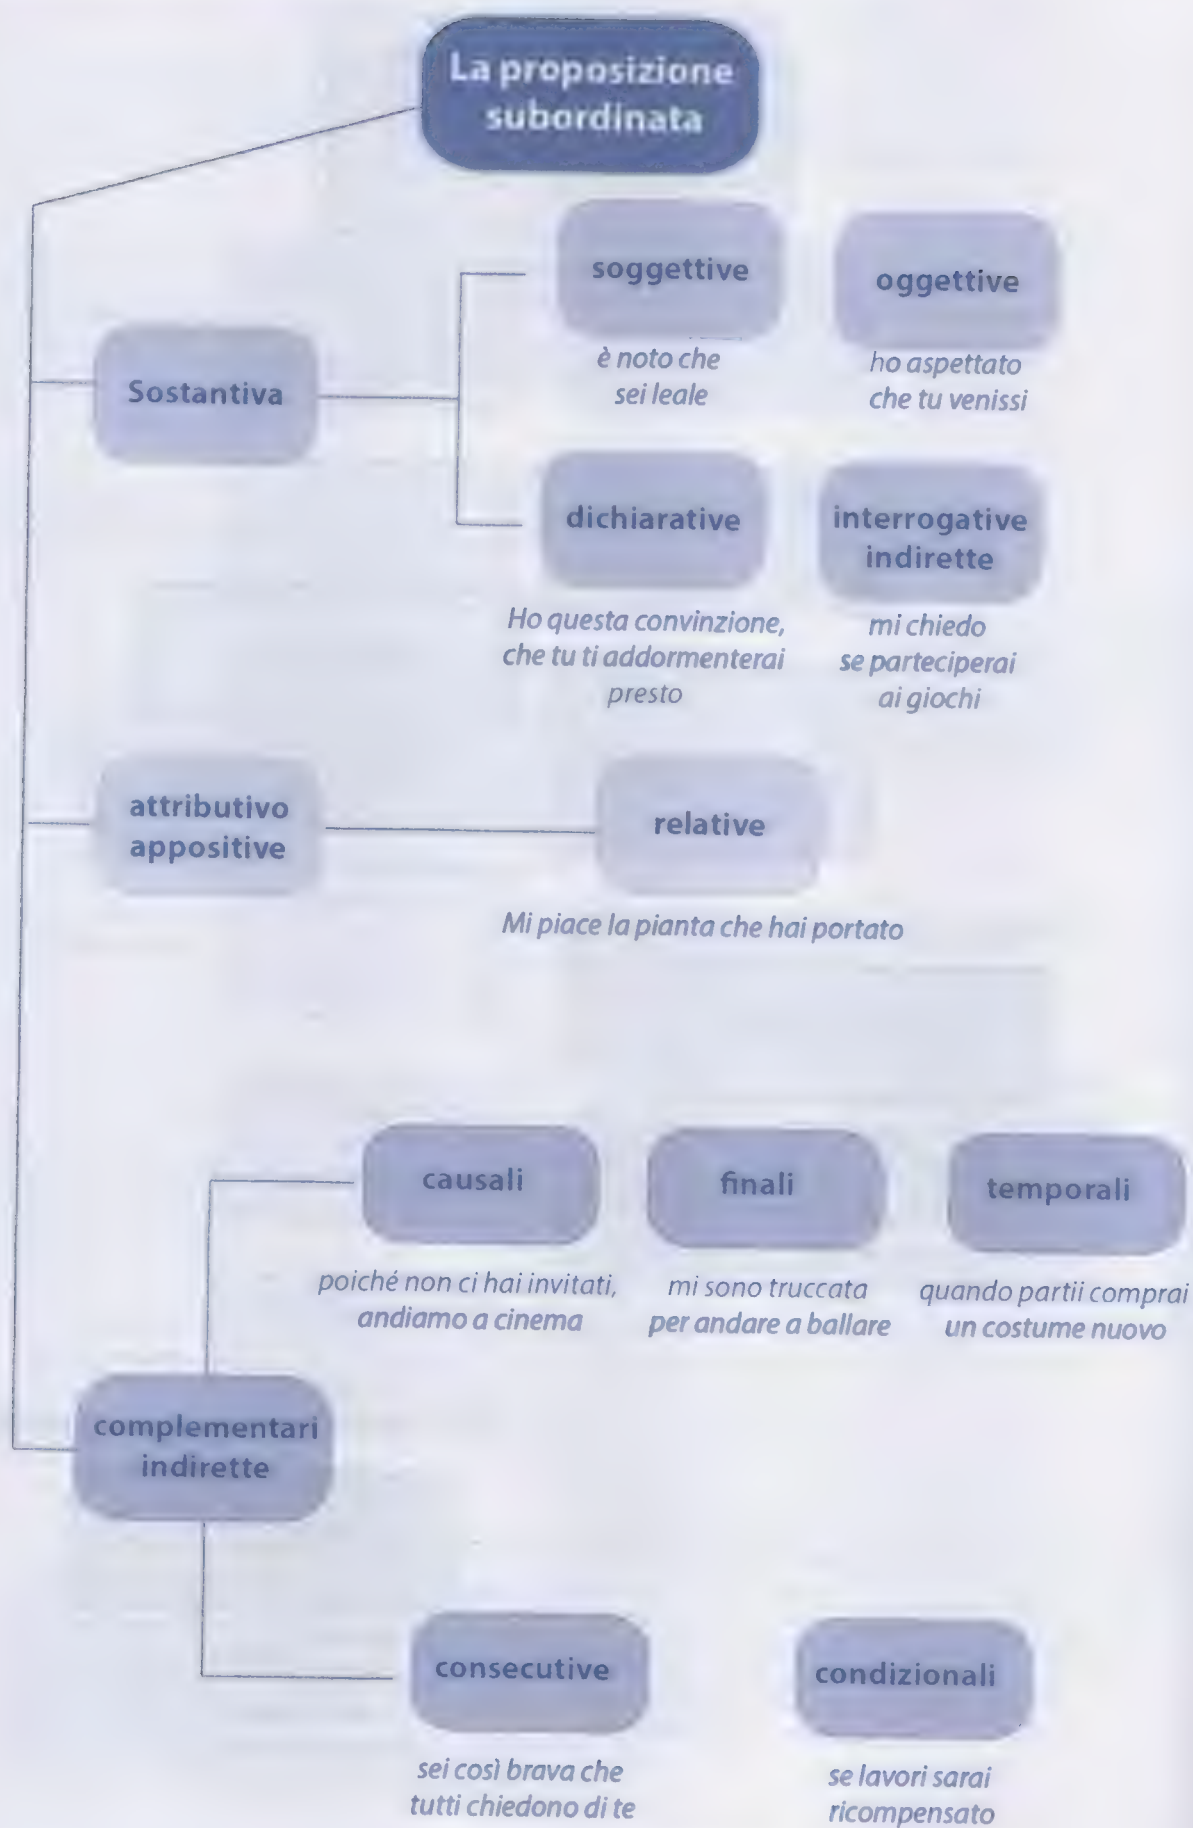 La proposizione
subordinata
soggettive
oggettive
è noto che
sei leale
ho aspettato
che tu venissi
Sostantiva
dichiarative
interrogative
indirette
Ho questa convinzione,
che tu ti addormenterai
presto
mi chiedo
se parteciperai
ai giochi
attributivo
appositive
relative
Mi piace la pianta che hai portato
causali
finali
temporali
poiché non ci hai invitati,
andiamo a cinema
mi sono truccata
per andare a ballare
quando partii comprai
un costume nuovo
complementari
indirette
consecutive
condizionali
sei così brava che
tutti chiedono di te
se lavori sarai
ricompensato